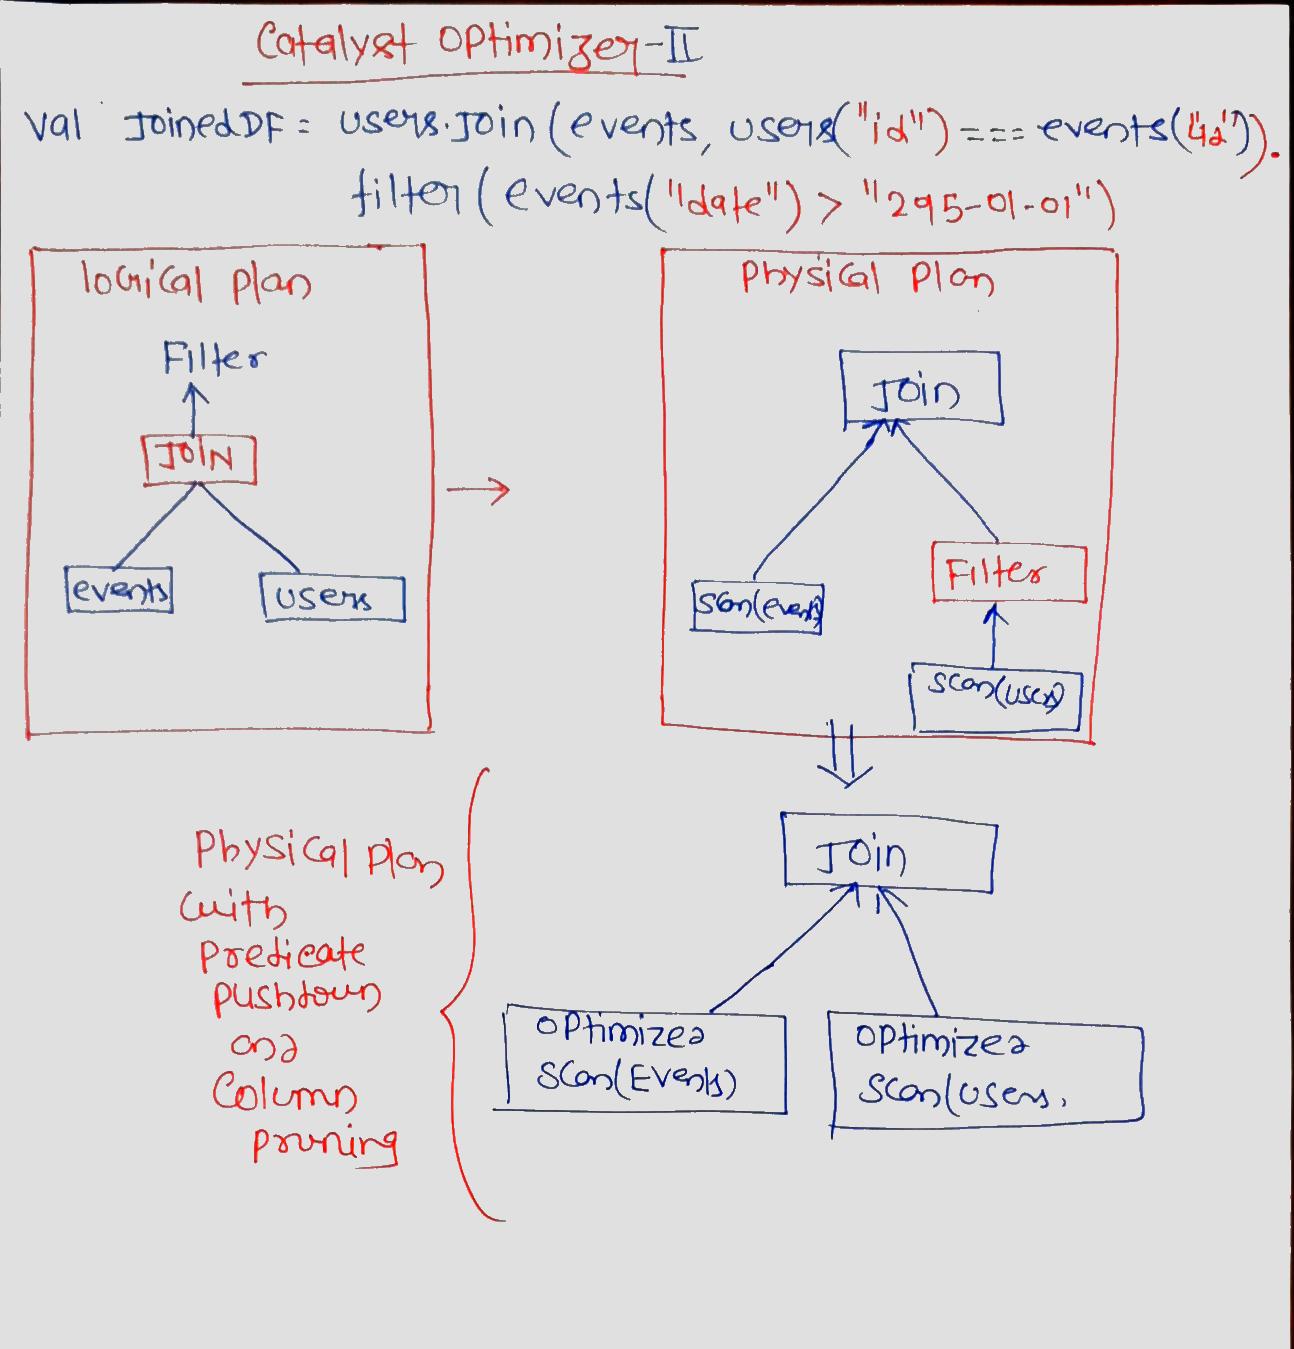 Catalyst Optimizer-II
val JoinedDF = users.Join(events, users("id") === events("id")).
filter(events("date") > "295-01-01")
logical plan
Filter
JOIN
events
users
Physical Plan
Join
Scan(events)
Filter
Scan(users)
Join
Optimized
Scan(Events)
Optimized
Scan(Users,
Physical Plan
with
Predicate
pushdown
and
Column
pruning